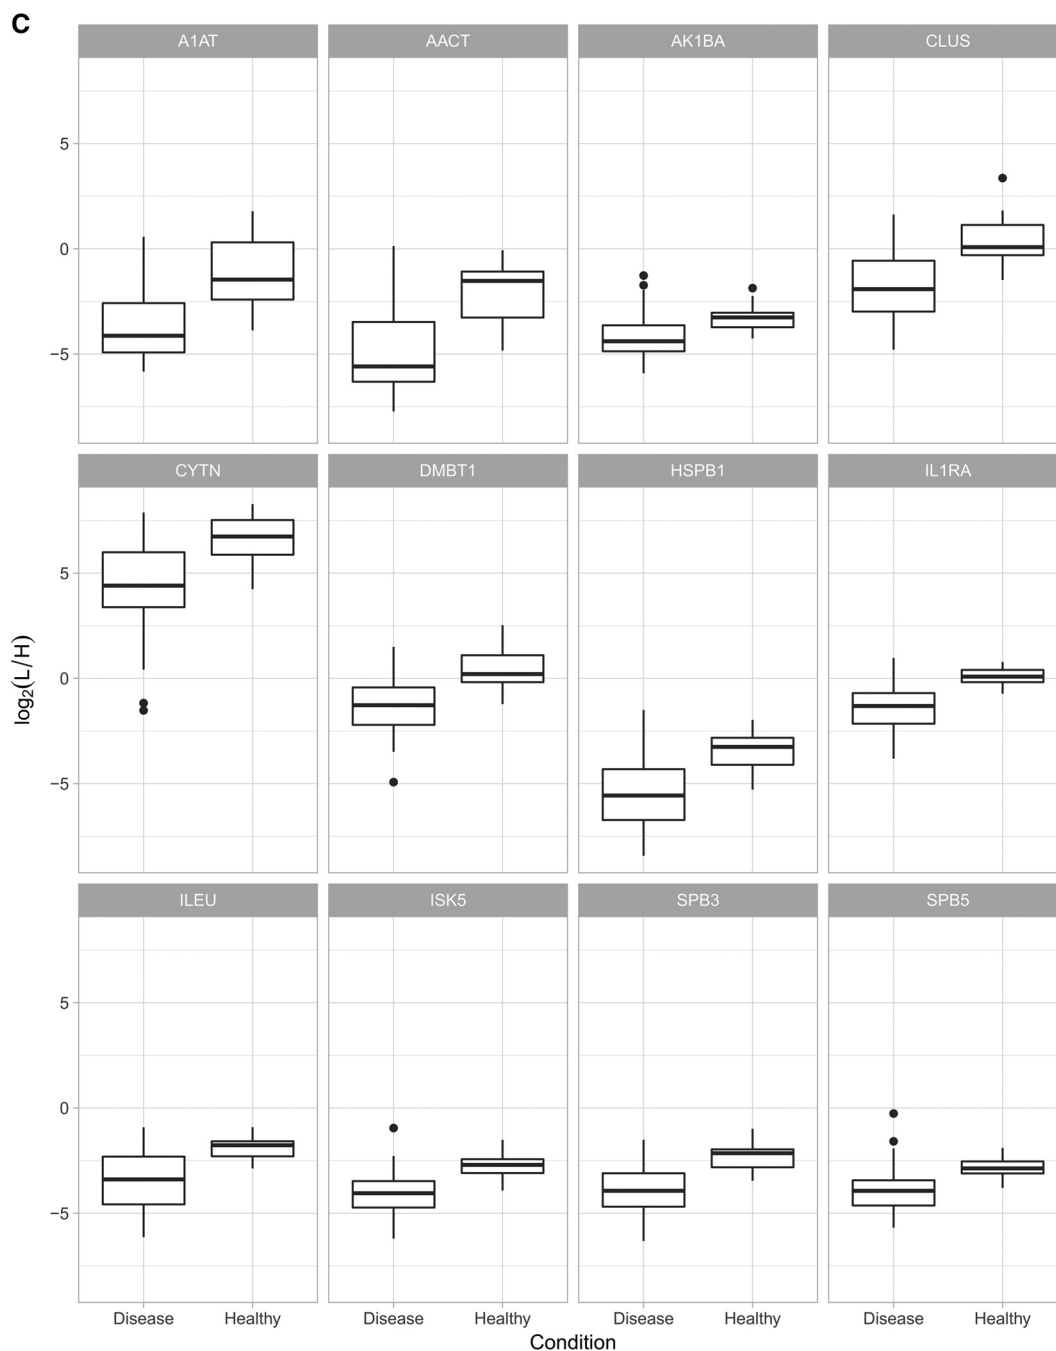 C
A1AT AACT AK1BA CLUS
5
0
−5
CYTN DMBT1 HSPB1 IL1RA
5
0
−5
log₂(L/H)
ILEU ISK5 SPB3 SPB5
5
0
−5
Disease Healthy Disease Healthy Disease Healthy Disease Healthy
Condition